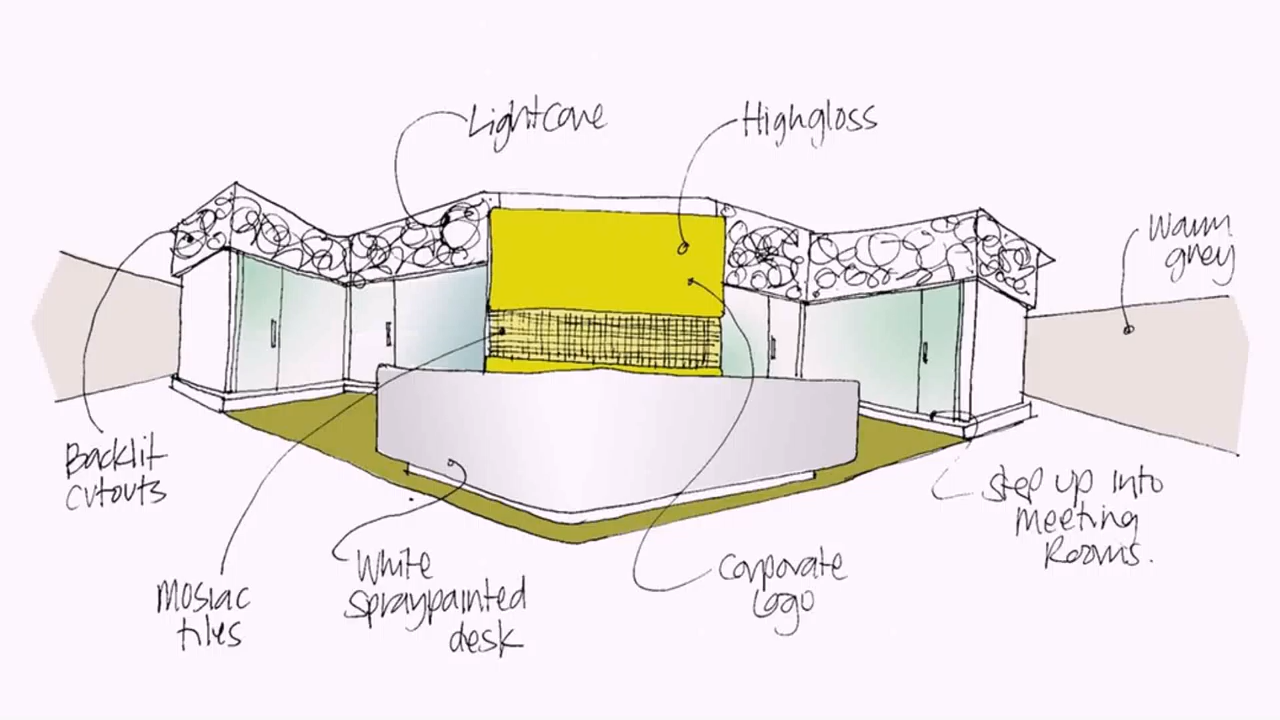 Lightcove
Highgloss
Warm
grey
Backlit
cutouts
Step up into
Meeting
Rooms.
White
spraypainted
desk
Corporate
Logo
Mosiac
tiles